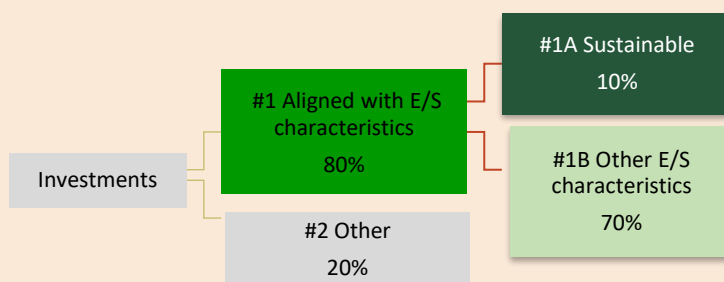 #1A Sustainable
10%
#1 Aligned with E/S
characteristics
80%
#1B Other E/S
characteristics
70%
Investments
#2 Other
20%